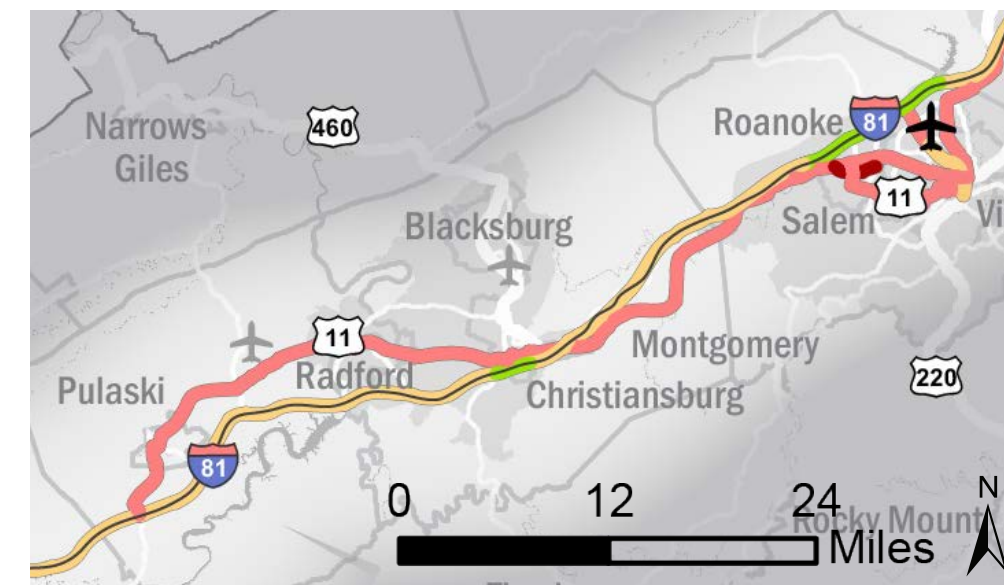 Narrows
Giles
460
Roanoke
81
11
Salem
Vi
Blacksburg
11
Radford
Pulaski
Montgomery
Christiansburg
220
81
0 12 24
Rocky Mount
Miles
N